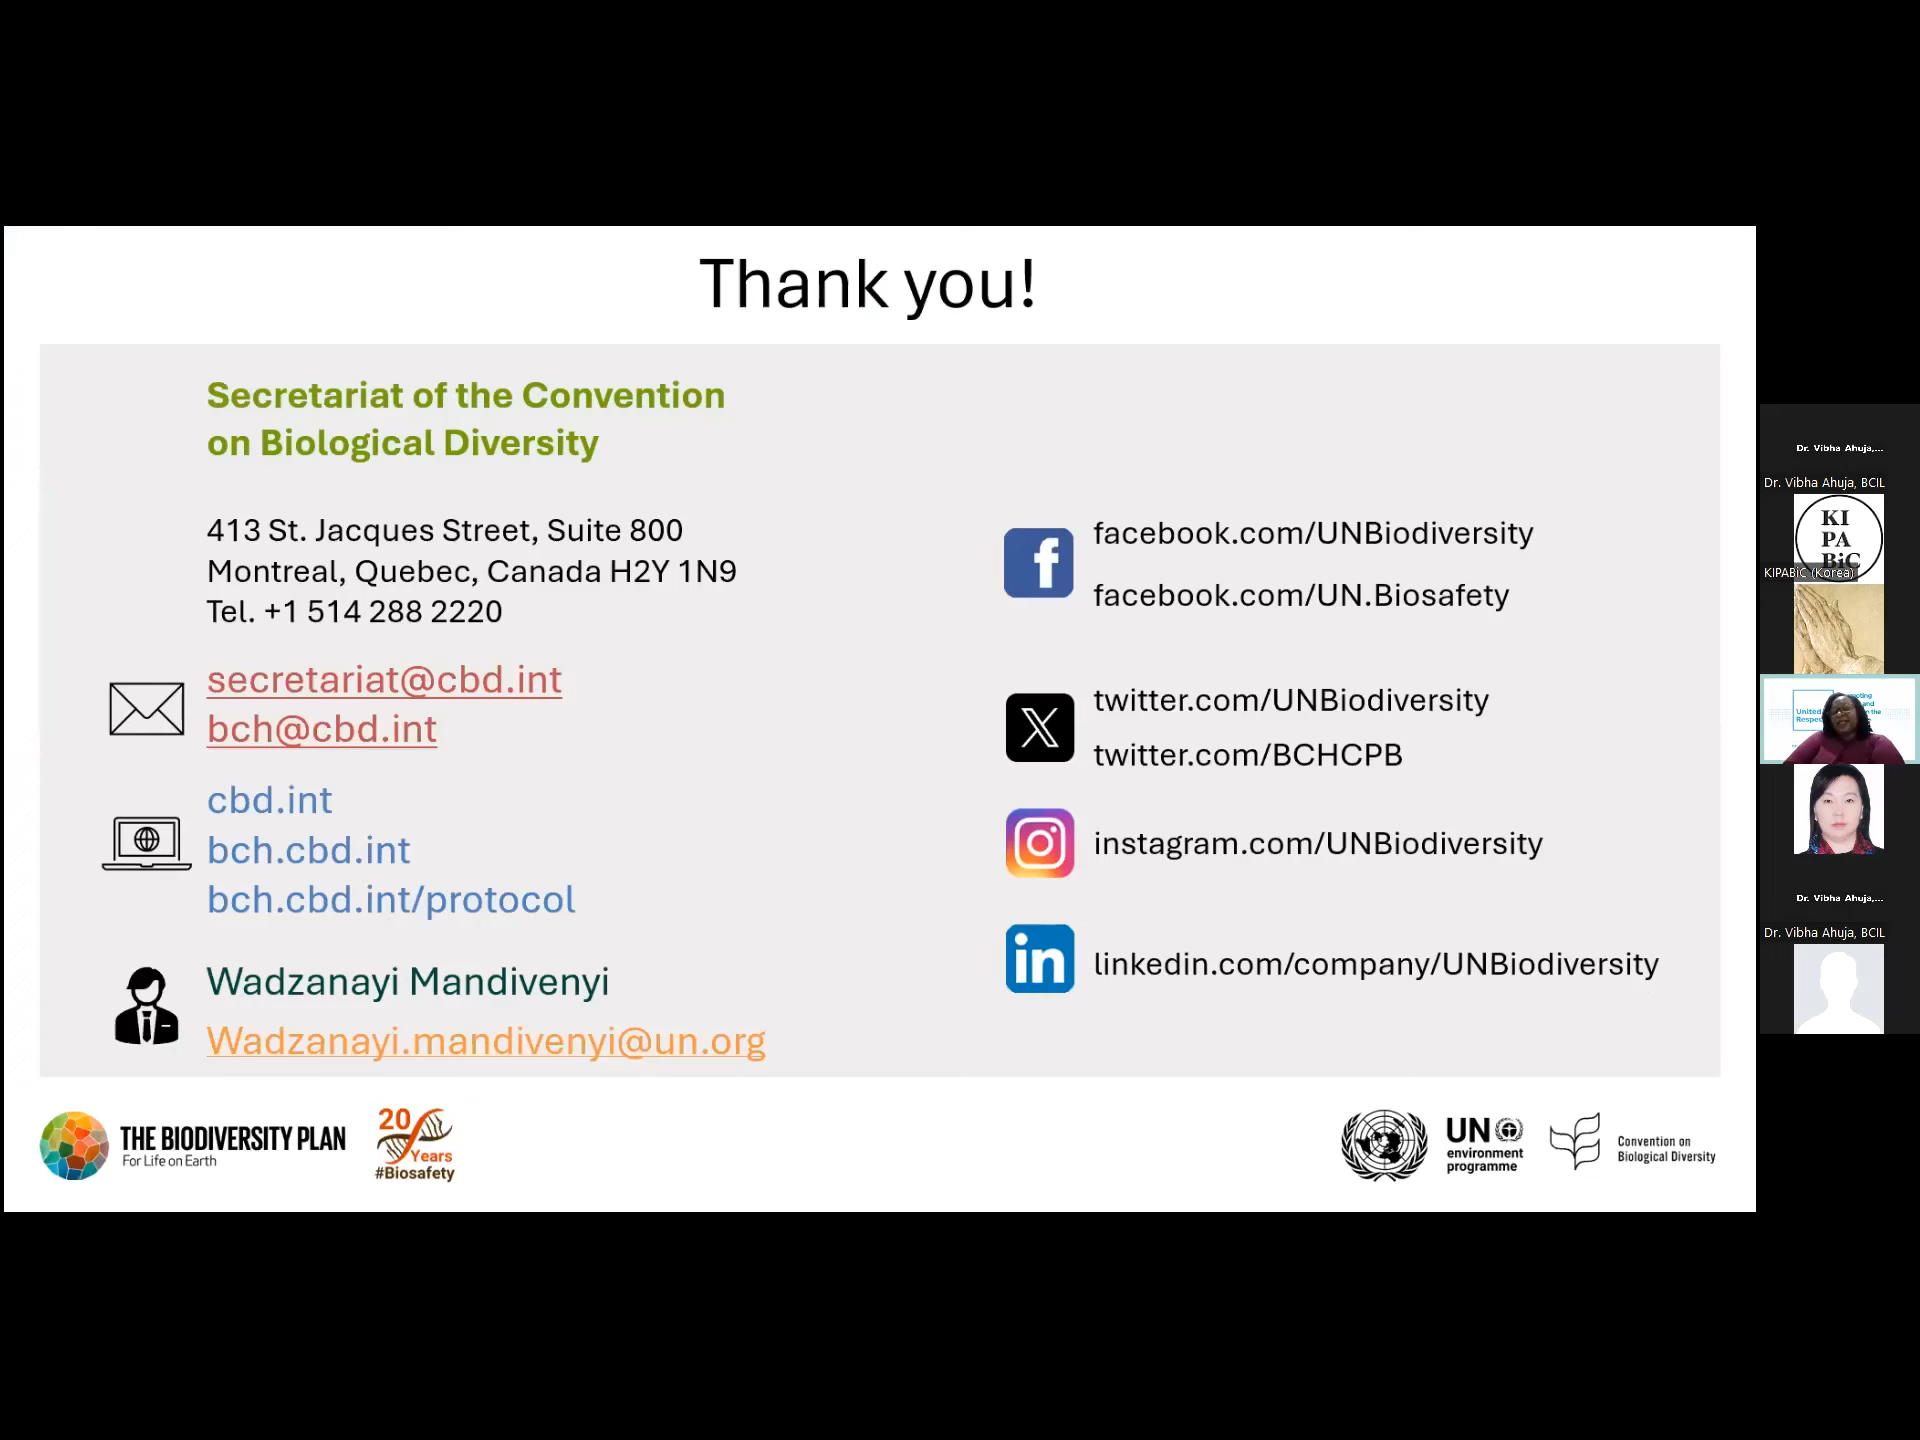 Thank you!
Secretariat of the Convention
on Biological Diversity
413 St. Jacques Street, Suite 800
Montreal, Quebec, Canada H2Y 1N9
Tel. +1 514 288 2220
secretariat@cbd.int
bch@cbd.int
cbd.int
bch.cbd.int
bch.cbd.int/protocol
Wadzanayi Mandivenyi
Wadzanayi.mandivenyi@un.org
facebook.com/UNBiodiversity
facebook.com/UN.Biosafety
twitter.com/UNBiodiversity
twitter.com/BCHCPB
instagram.com/UNBiodiversity
in
linkedin.com/company/UNBiodiversity
THE BIODIVERSITY PLAN
For Life on Earth
20
Years
#Biosafety
UN
environment
programme
Convention on
Biological Diversity
Dr. Vibha Ahuja,...
Dr. Vibha Ahuja, BCIL
KI
PA
BiC
KIPABiC (Korea)
United
Dr. Vibha Ahuja,...
Dr. Vibha Ahuja, BCIL